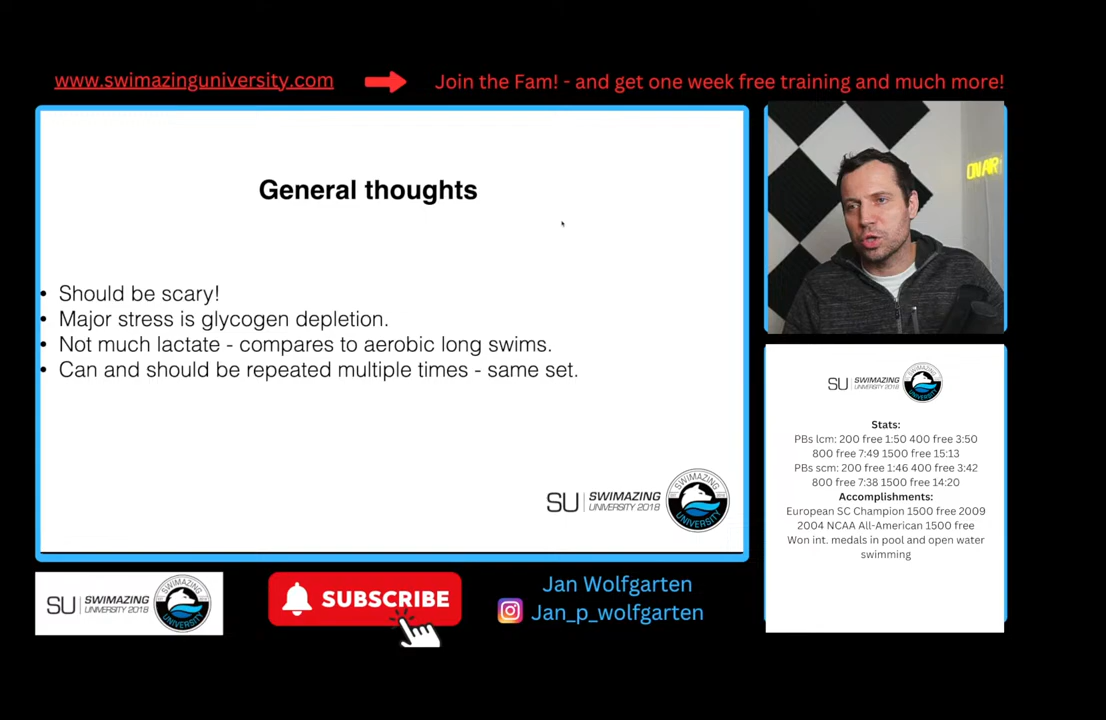 www.swimazinguniversity.com
Join the Fam! - and get one week free training and much more!
General thoughts
• Should be scary!
• Major stress is glycogen depletion.
• Not much lactate - compares to aerobic long swims.
• Can and should be repeated multiple times - same set.
SU | SWIMAZING
UNIVERSITY 2018
SWIMAZING
UNIVERSITY
ON AIR
SU | SWIMAZING
UNIVERSITY 2018
Stats:
PBs lcm: 200 free 1:50 400 free 3:50
800 free 7:49 1500 free 15:13
PBs scm: 200 free 1:46 400 free 3:42
800 free 7:38 1500 free 14:20
Accomplishments:
European SC Champion 1500 free 2009
2004 NCAA All-American 1500 free
Won int. medals in pool and open water
swimming
SU | SWIMAZING
UNIVERSITY 2018
SWIMAZING
UNIVERSITY
SUBSCRIBE
Jan Wolfgarten
Jan_p_wolfgarten